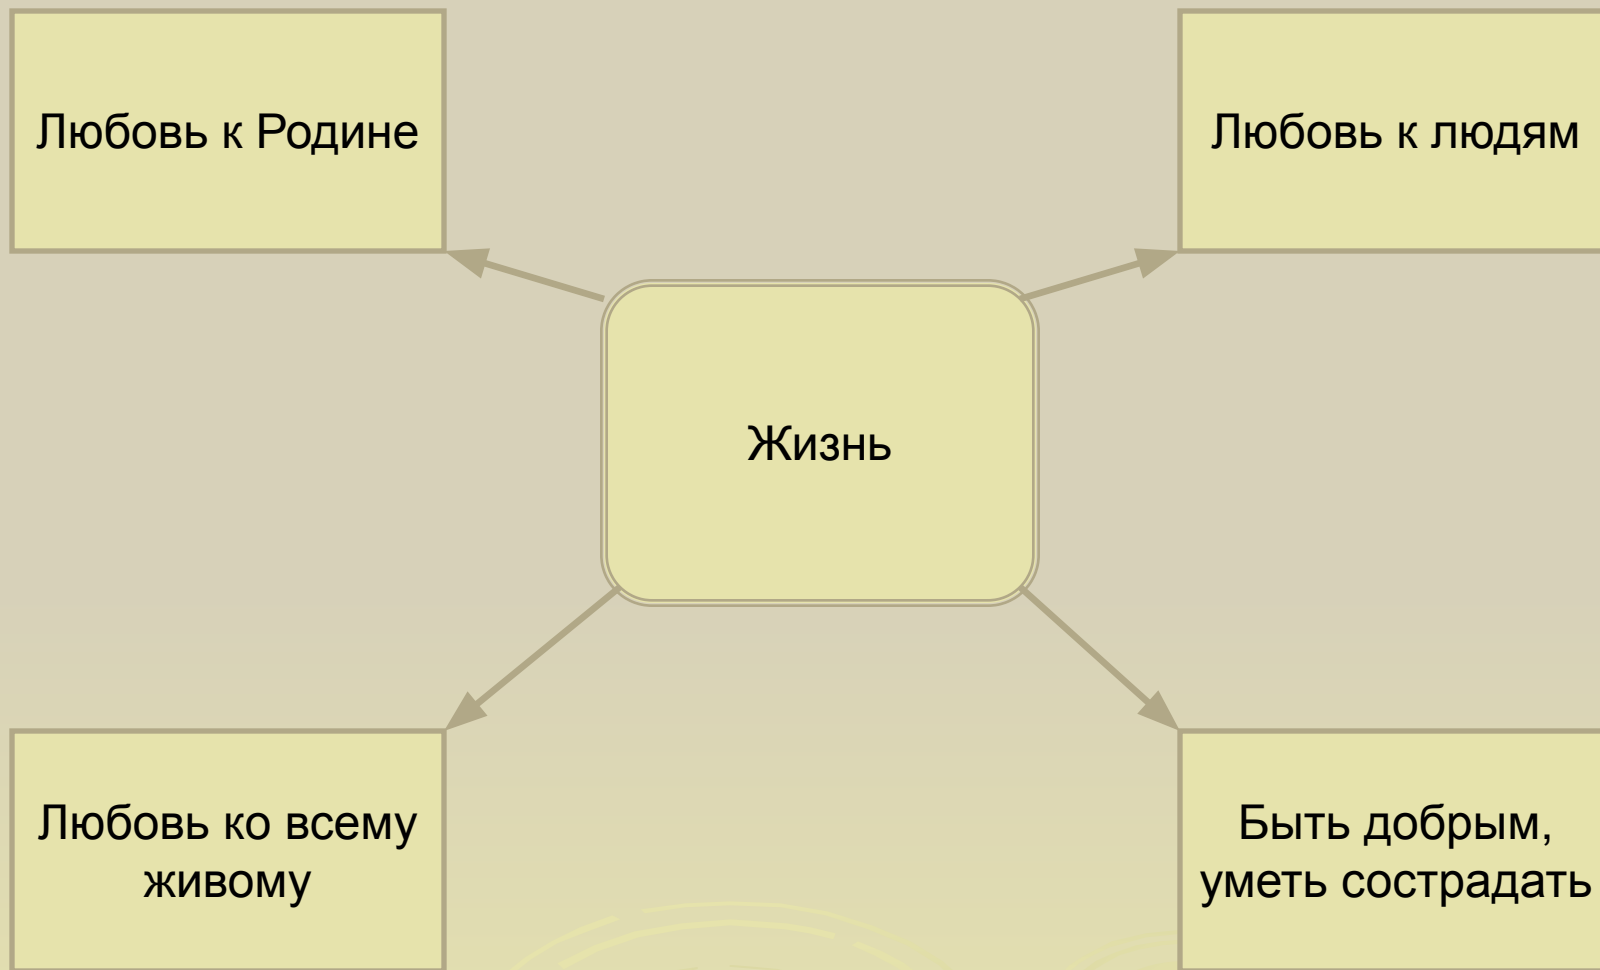 Любовь к Родине
Любовь к людям
Жизнь
Любовь ко всему
живому
Быть добрым,
уметь сострадать